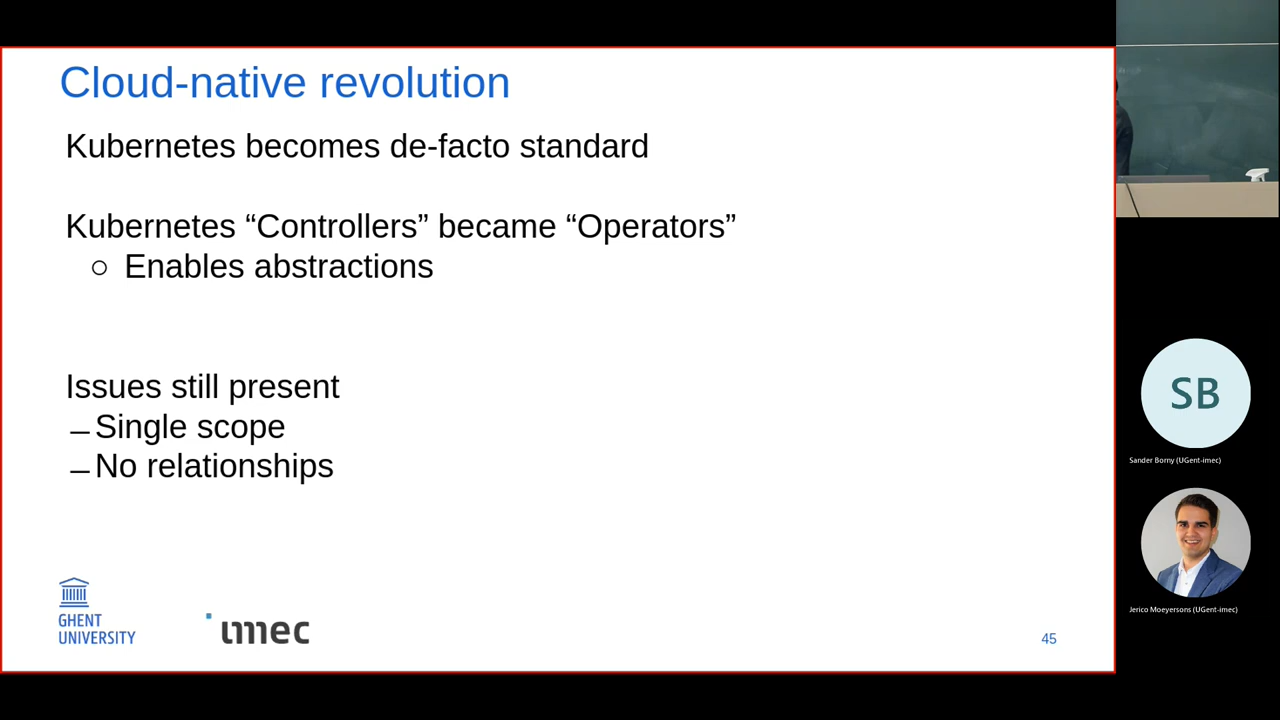 Cloud-native revolution
Kubernetes becomes de-facto standard
Kubernetes “Controllers” became “Operators”
○ Enables abstractions
Issues still present
– Single scope
– No relationships
GHENT
UNIVERSITY
imec
45
SB
Sander Borny (UGent-imec)
Jerico Moeyersons (UGent-imec)